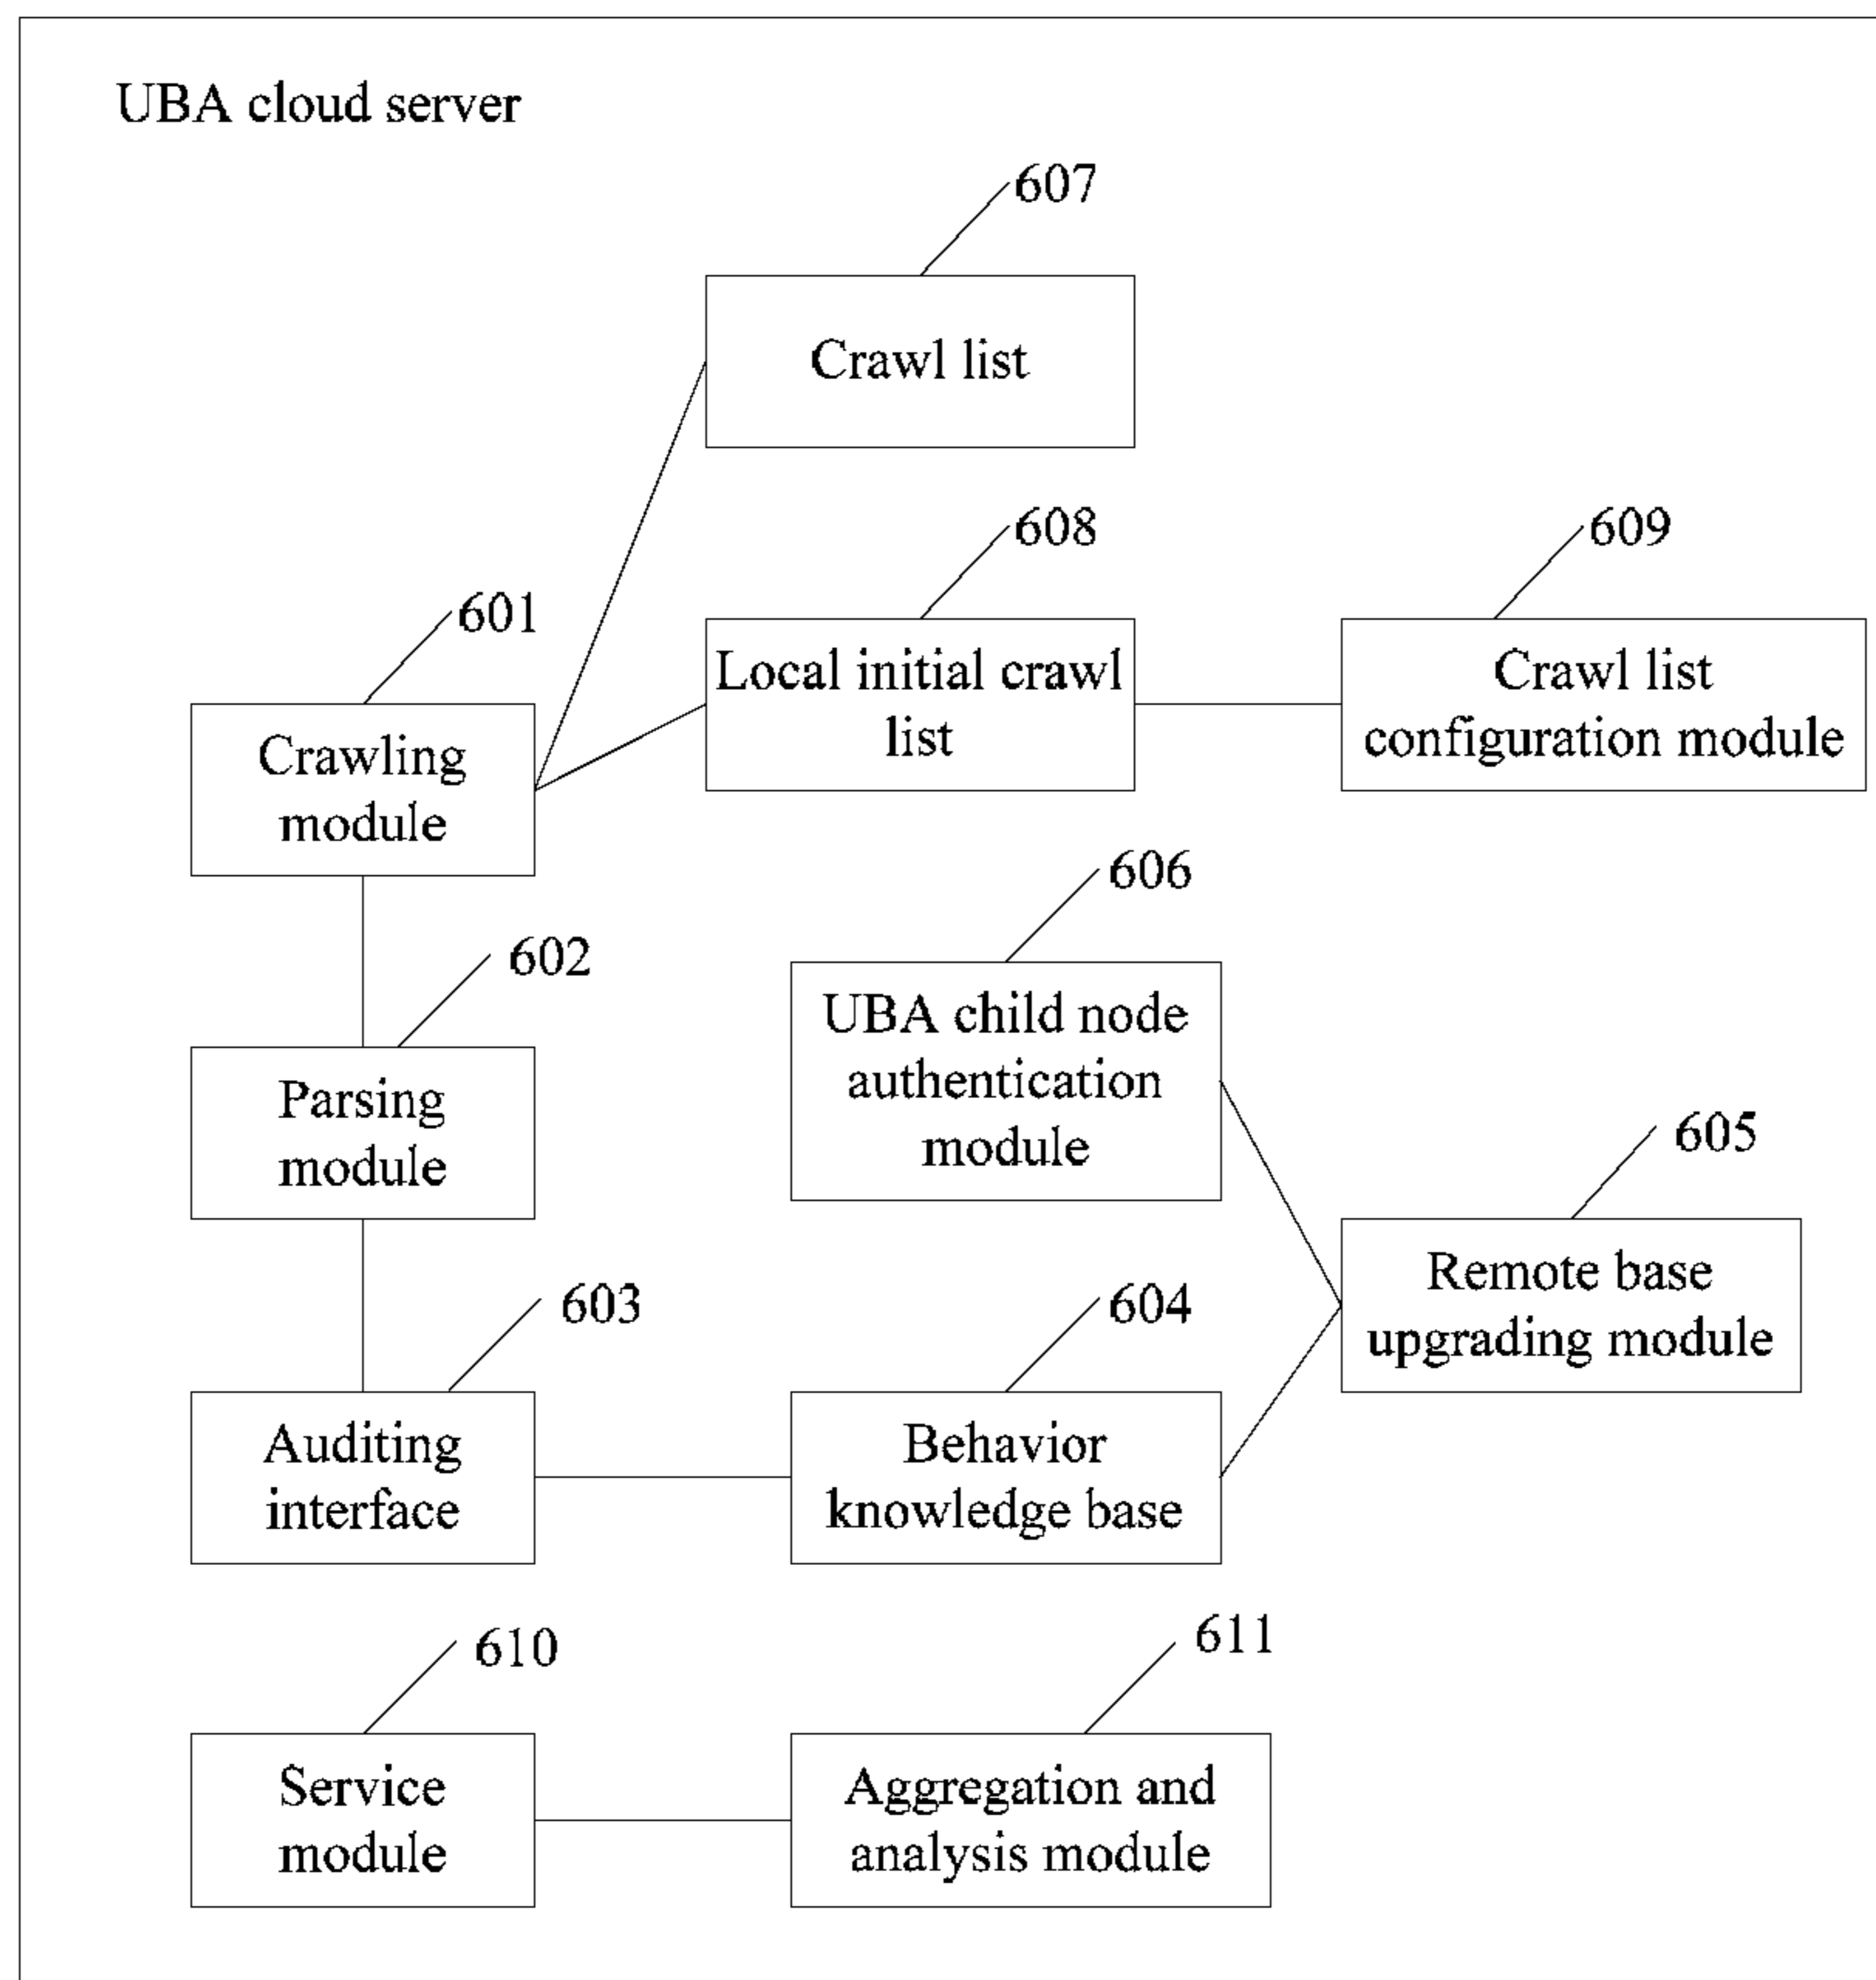 UBA cloud server
607
Crawl list
608
609
601
Local initial crawl
list
Crawl list
configuration module
Crawling
module
606
602
UBA child node
authentication
module
Parsing
module
605
Remote base
upgrading module
603
604
Auditing
interface
Behavior
knowledge base
610
611
Service
module
Aggregation and
analysis module